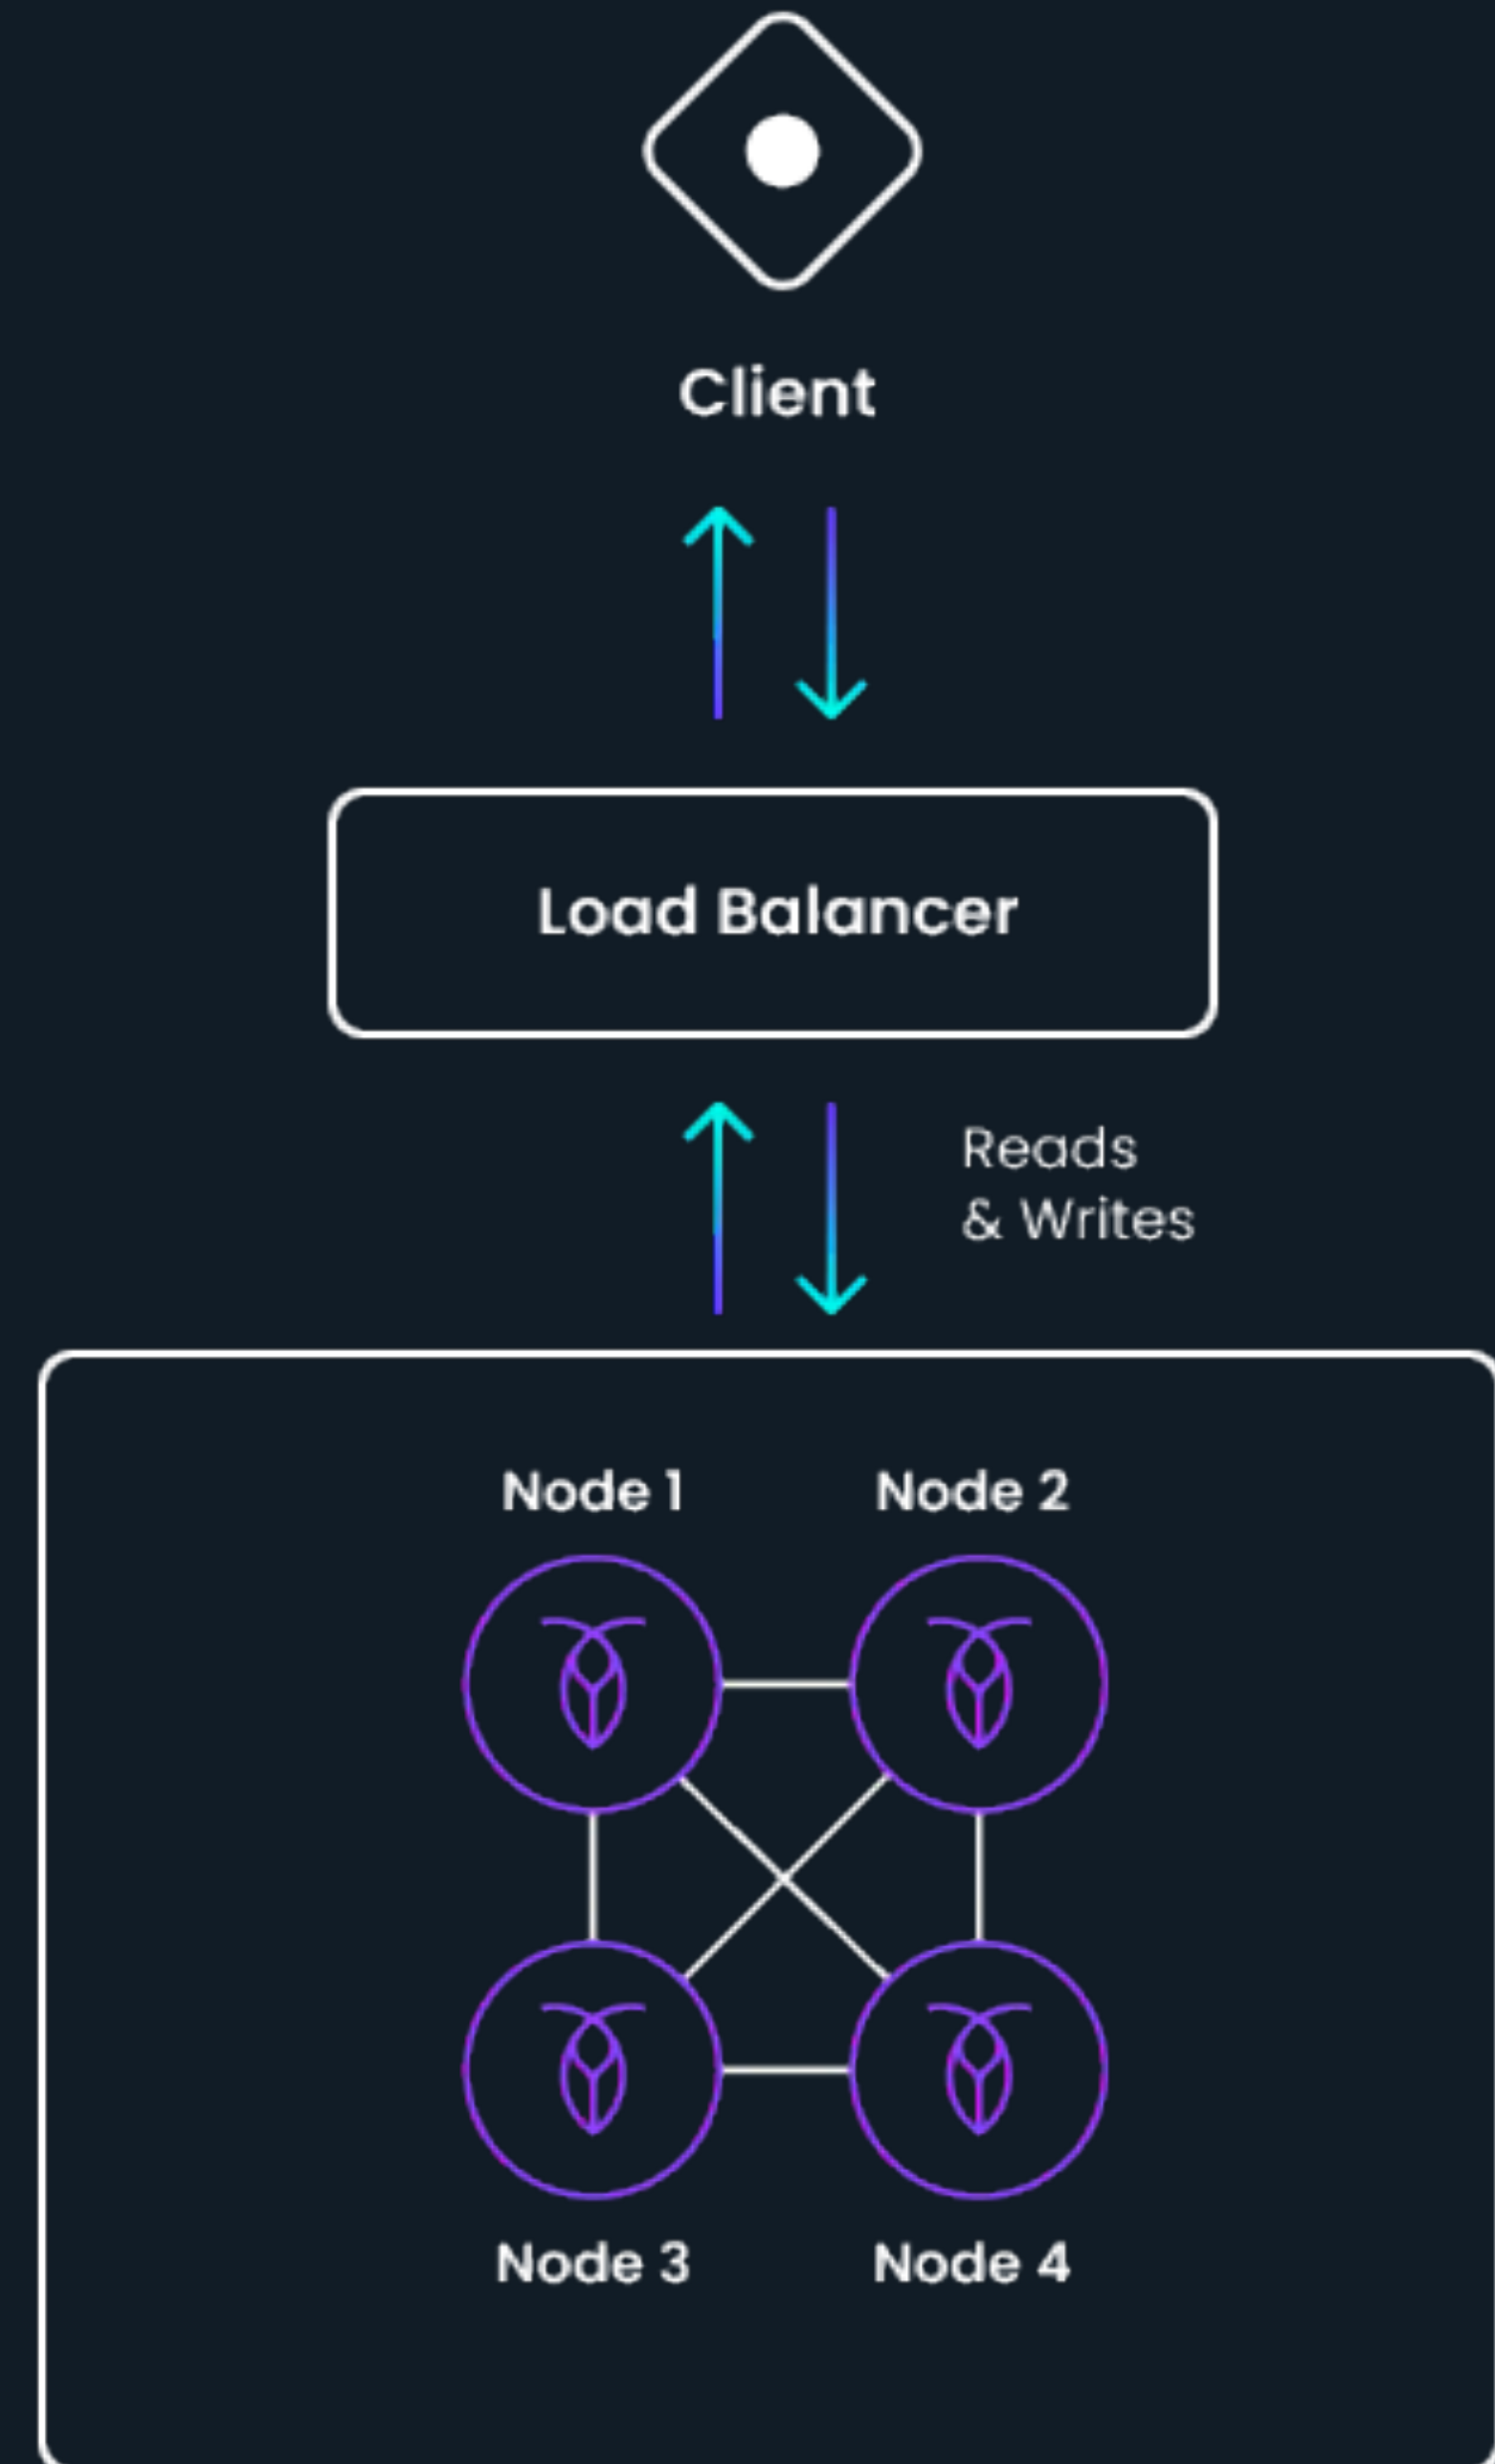 Client
Load Balancer
Reads
& Writes
Node 1
Node 2
Node 3
Node 4